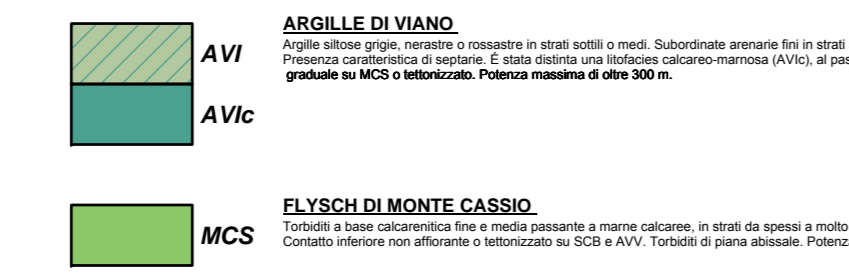 ARGILLE DI VIANO
AVI
Argille siltose grigie, nerastre o rossastre in strati sottili o medi. Subordinate arenarie fini in strati
Presenza caratteristica di septarie. É stata distinta una litofacies calcareo-marnosa (AVIc), al pas
graduale su MCS o tettonizzato. Potenza massima di oltre 300 m.
AVIc
FLYSCH DI MONTE CASSIO
MCS
Torbiditi a base calcarenitica fine e media passante a marne calcaree, in strati da spessi a molto
Contatto inferiore non affiorante o tettonizzato su SCB e AVV. Torbiditi di piana abissale. Potenza